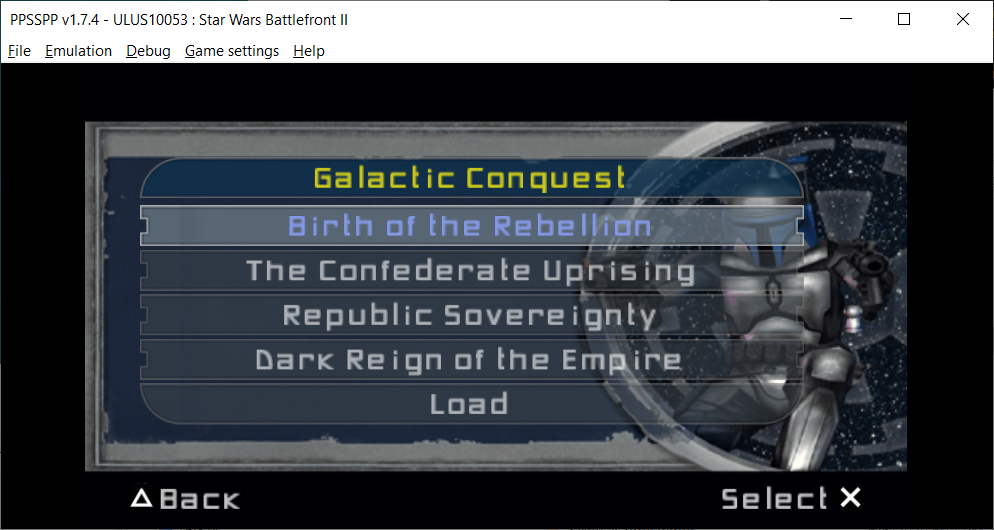 PPSSPP v1.7.4 - ULUS10053 : Star Wars Battlefront II
File Emulation Debug Game settings Help
Galactic Conquest
Birth of the Rebellion
The Confederate Uprising
Republic Sovereignty
Dark Reign of the Empire
Load
Back Select